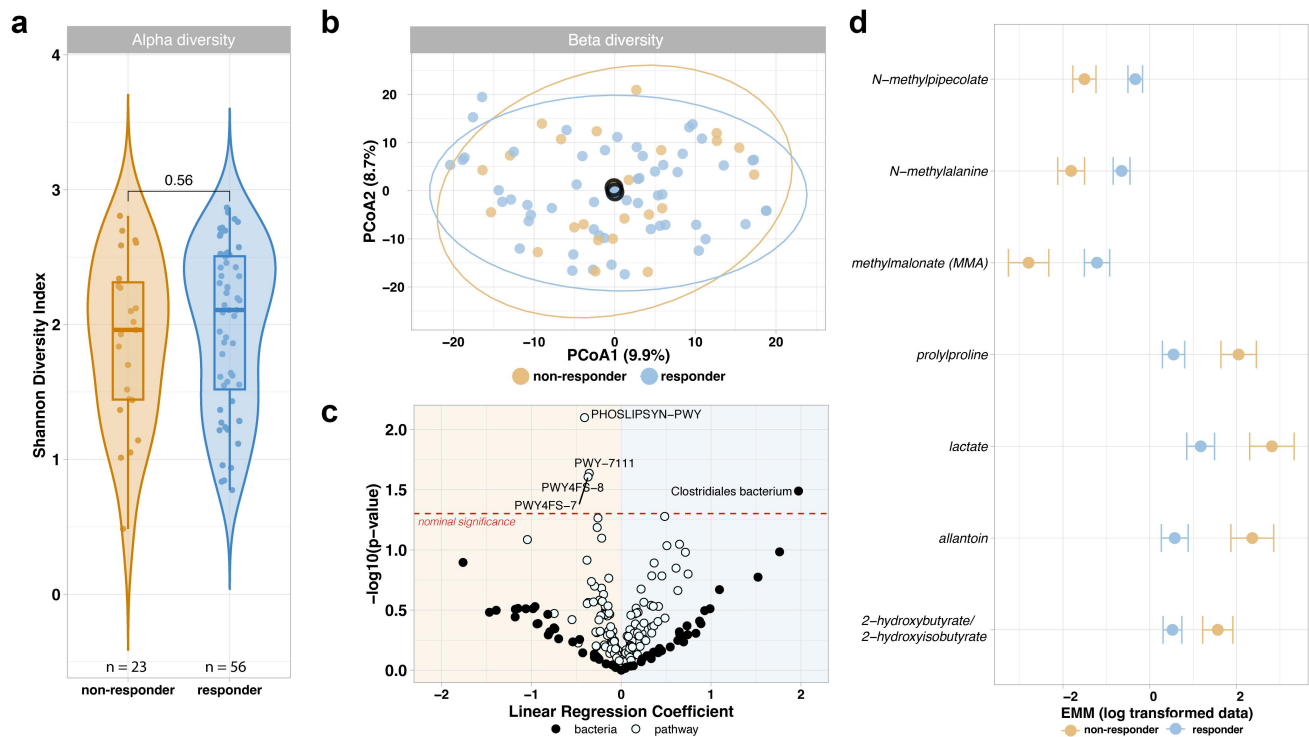 a
Alpha diversity
Shannon Diversity Index
4
3
2
1
0
0.56
n = 23
n = 56
non-responder
responder
b
Beta diversity
PCoA2 (8.7%)
20
10
0
−10
−20
−20
−10
0
10
20
PCoA1 (9.9%)
non-responder
responder
c
−log10(p−value)
2.0
1.5
1.0
0.5
0.0
PHOSLIPSYN−PWY
PWY−7111
PWY4FS−8
PWY4FS−7
Clostridiales bacterium
nominal significance
−2
−1
0
1
2
Linear Regression Coefficient
bacteria
pathway
d
N−methylpipecolate
N−methylalanine
methylmalonate (MMA)
prolylproline
lactate
allantoin
2−hydroxybutyrate/
2−hydroxyisobutyrate
−2
0
2
EMM (log transformed data)
non-responder
responder